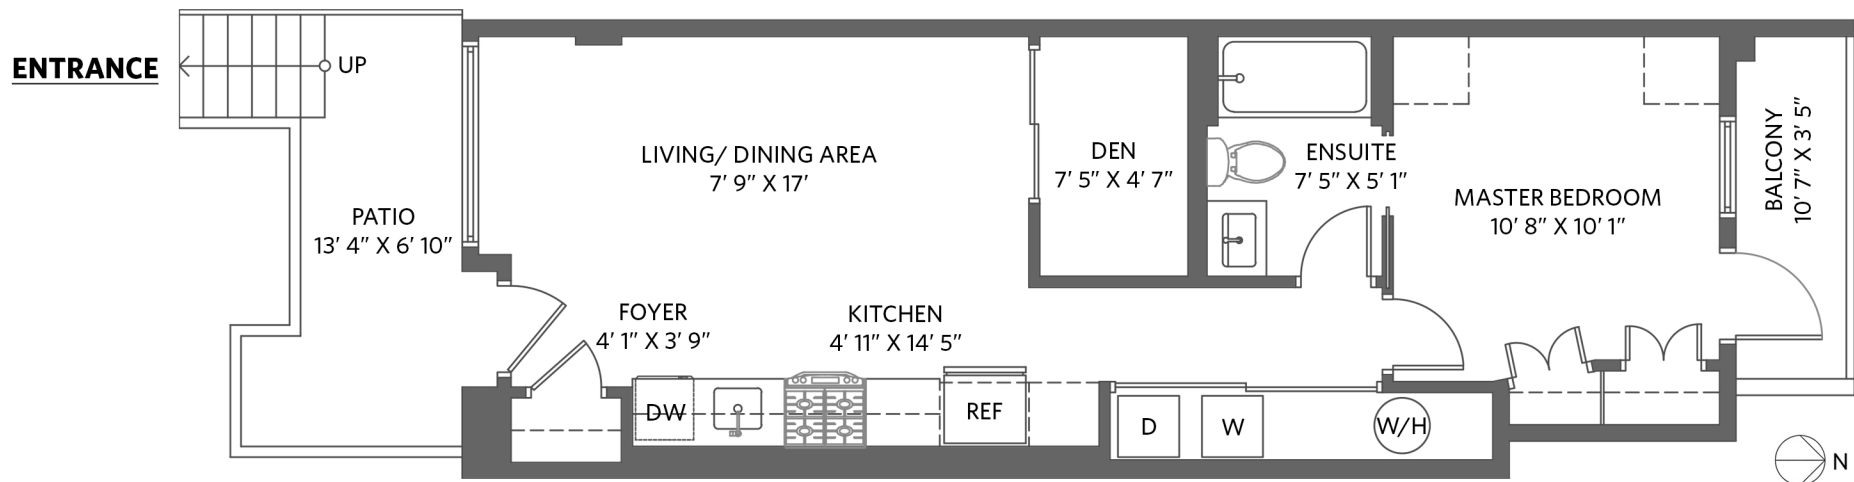 ENTRANCE
UP
PATIO
13’ 4” X 6’ 10”
LIVING/ DINING AREA
7’ 9” X 17’
FOYER
4’ 1” X 3’ 9”
KITCHEN
4’ 11” X 14’ 5”
DEN
7’ 5” X 4’ 7”
ENSUITE
7’ 5” X 5’ 1”
MASTER BEDROOM
10’ 8” X 10’ 1”
BALCONY
10’ 7” X 3’ 5”
DW
REF
D
W
W/H
N